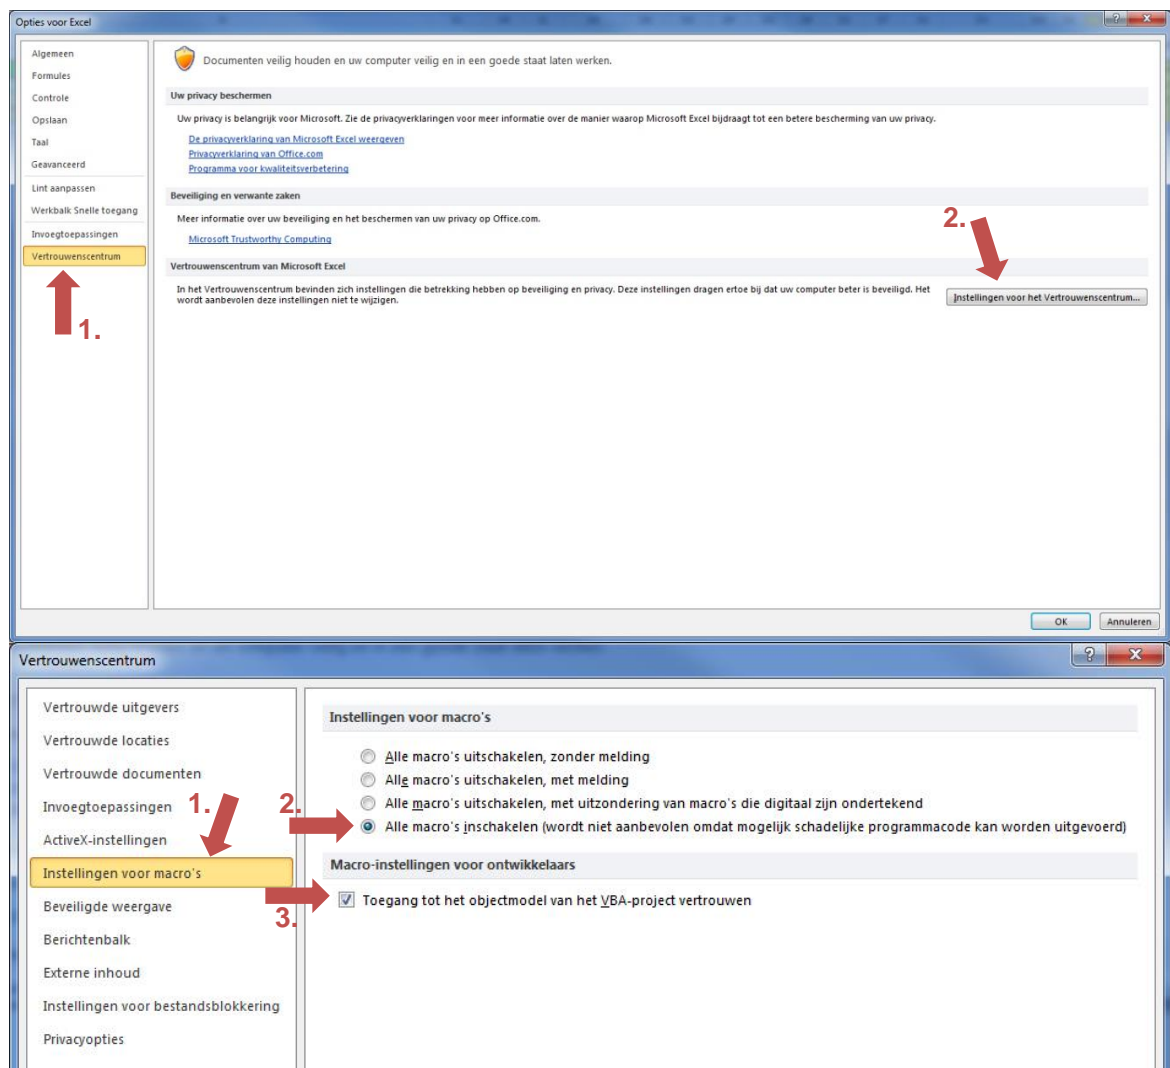 Opties voor Excel
Algemeen
Formules
Controle
Opslaan
Taal
Geavanceerd
Lint aanpassen
Werkbalk Snelle toegang
Invoegtoepassingen
Vertrouwenscentrum
1.
Documenten veilig houden en uw computer veilig en in een goede staat laten werken.
Uw privacy beschermen
Uw privacy is belangrijk voor Microsoft. Zie de privacyverklaringen voor meer informatie over de manier waarop Microsoft Excel bijdraagt tot een betere bescherming van uw privacy.
De privacyverklaring van Microsoft Excel weergeven
Privacyverklaring van Office.com
Programma voor kwaliteitsverbetering
Beveiliging en verwante zaken
Meer informatie over uw beveiliging en het beschermen van uw privacy op Office.com.
Microsoft Trustworthy Computing
2.
Vertrouwenscentrum van Microsoft Excel
In het Vertrouwenscentrum bevinden zich instellingen die betrekking hebben op beveiliging en privacy. Deze instellingen dragen ertoe bij dat uw computer beter is beveiligd. Het
wordt aanbevolen deze instellingen niet te wijzigen.
Instellingen voor het Vertrouwenscentrum...
OK
Annuleren
Vertrouwenscentrum
Vertrouwde uitgevers
Vertrouwde locaties
Vertrouwde documenten
Invoegtoepassingen
1.
ActiveX-instellingen
Instellingen voor macro's
Beveiligde weergave
Berichtenbalk
Externe inhoud
Instellingen voor bestandsblokkering
Privacyopties
Instellingen voor macro's
Alle macro's uitschakelen, zonder melding
Alle macro's uitschakelen, met melding
2.
Alle macro's uitschakelen, met uitzondering van macro's die digitaal zijn ondertekend
Alle macro's inschakelen (wordt niet aanbevolen omdat mogelijk schadelijke programmacode kan worden uitgevoerd)
Macro-instellingen voor ontwikkelaars
3.
Toegang tot het objectmodel van het VBA-project vertrouwen